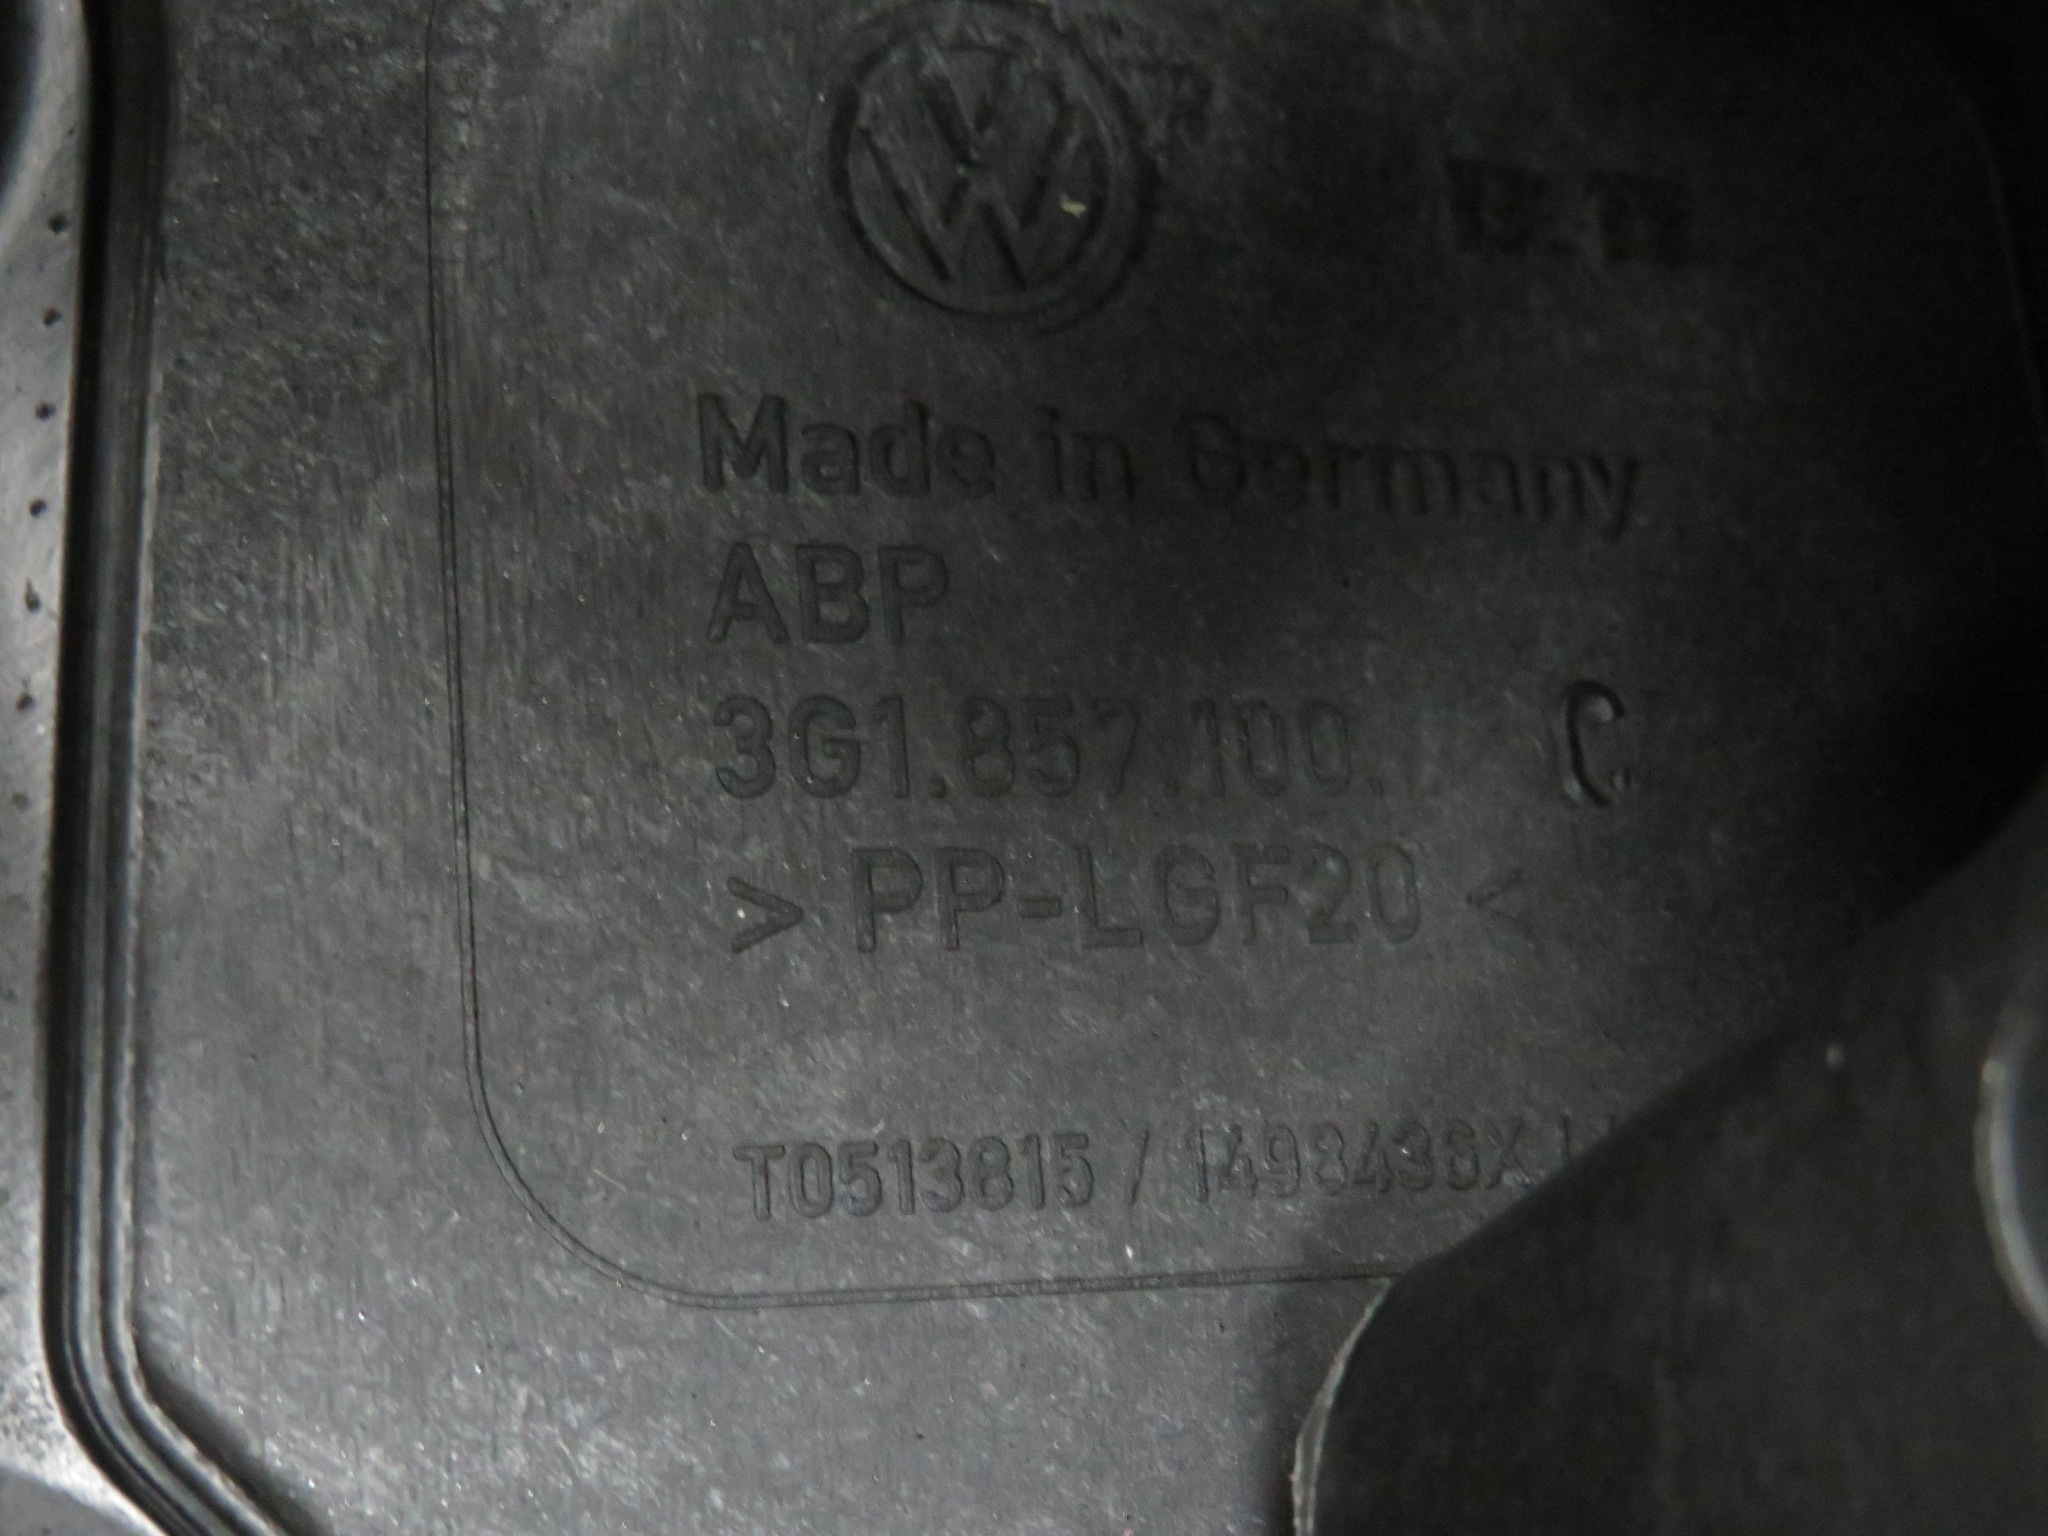 Made in Germany
ABP
3G1.857.100... C
> PP-LGF20 <
T0513815 / 1498436X